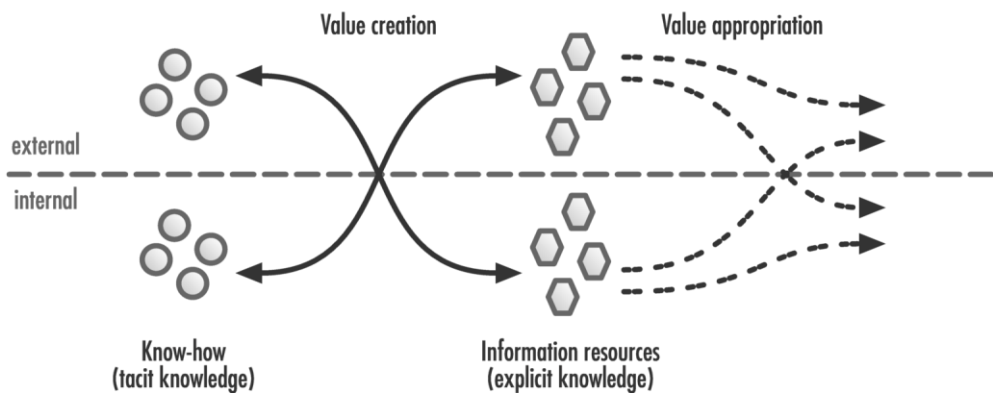 Value creation
Value appropriation
external
internal
Know-how
(tacit knowledge)
Information resources
(explicit knowledge)